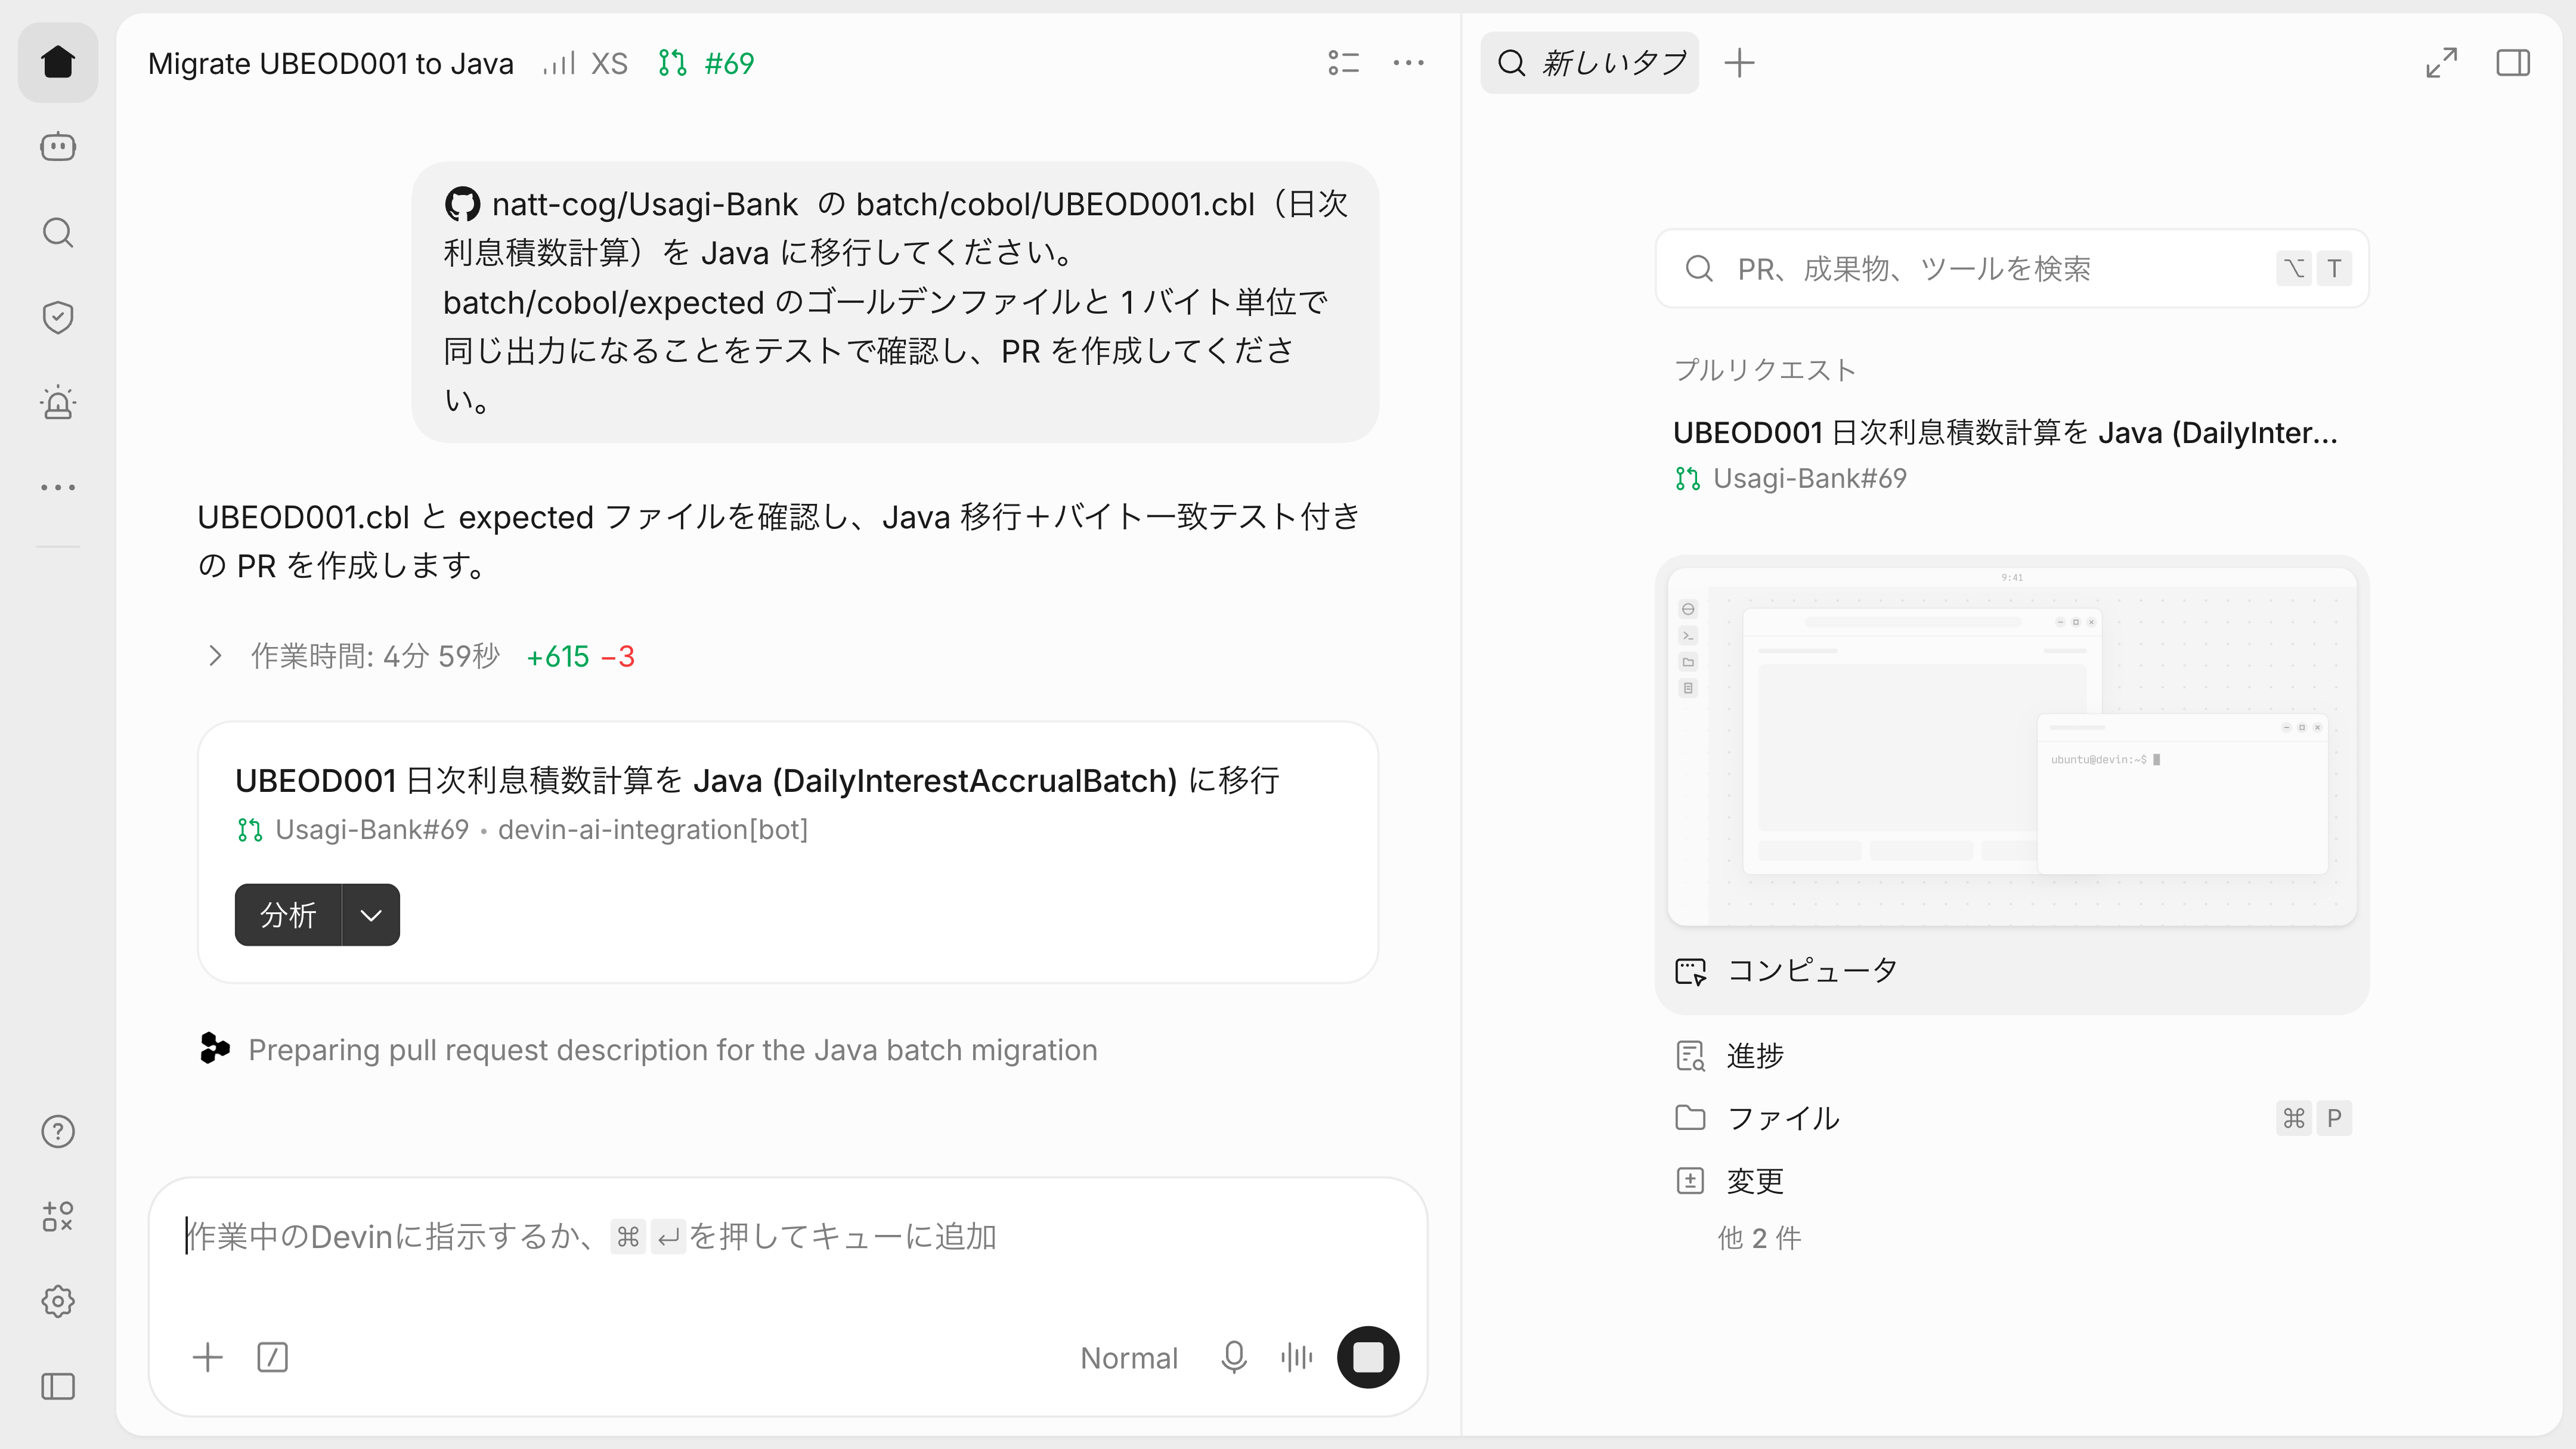 Migrate UBEOD001 to Java XS #69
natt-cog/Usagi-Bank の batch/cobol/UBEOD001.cbl（日次
利息積数計算）を Java に移行してください。
batch/cobol/expected のゴールデンファイルと 1 バイト単位で
同じ出力になることをテストで確認し、PR を作成してくださ
い。
UBEOD001.cbl と expected ファイルを確認し、Java 移行＋バイト一致テスト付き
の PR を作成します。
作業時間: 4分 59秒 +615 −3
UBEOD001 日次利息積数計算を Java (DailyInterestAccrualBatch) に移行
Usagi-Bank#69 • devin-ai-integration[bot]
分析
Preparing pull request description for the Java batch migration
作業中のDevinに指示するか、⌘ ↵ を押してキューに追加
Normal
新しいタブ
PR、成果物、ツールを検索 ⌥ T
プルリクエスト
UBEOD001 日次利息積数計算を Java (DailyInter...
Usagi-Bank#69
9:41
ubuntu@devin:~$
コンピュータ
進捗
ファイル ⌘ P
変更
他 2 件